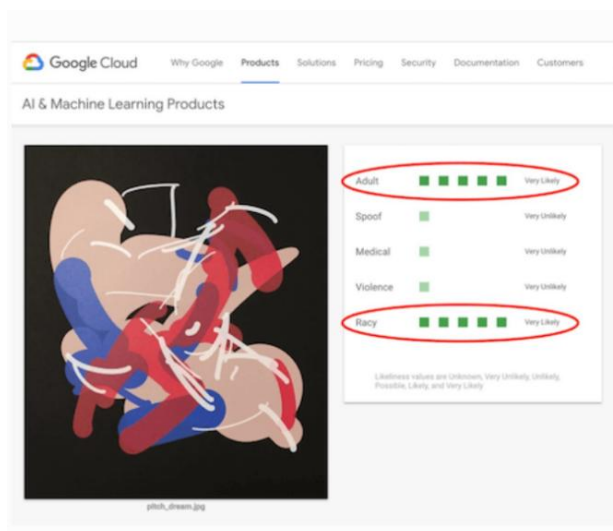 Google Cloud Why Google Products Solutions Pricing Security Documentation Customers
AI & Machine Learning Products
Adult Very Likely
Spoof Very Unlikely
Medical Very Unlikely
Violence Very Unlikely
Racy Very Likely
Likeliness values are Unknown, Very Unlikely, Unlikely,
Possible, Likely, and Very Likely
pitch_dream.jpg